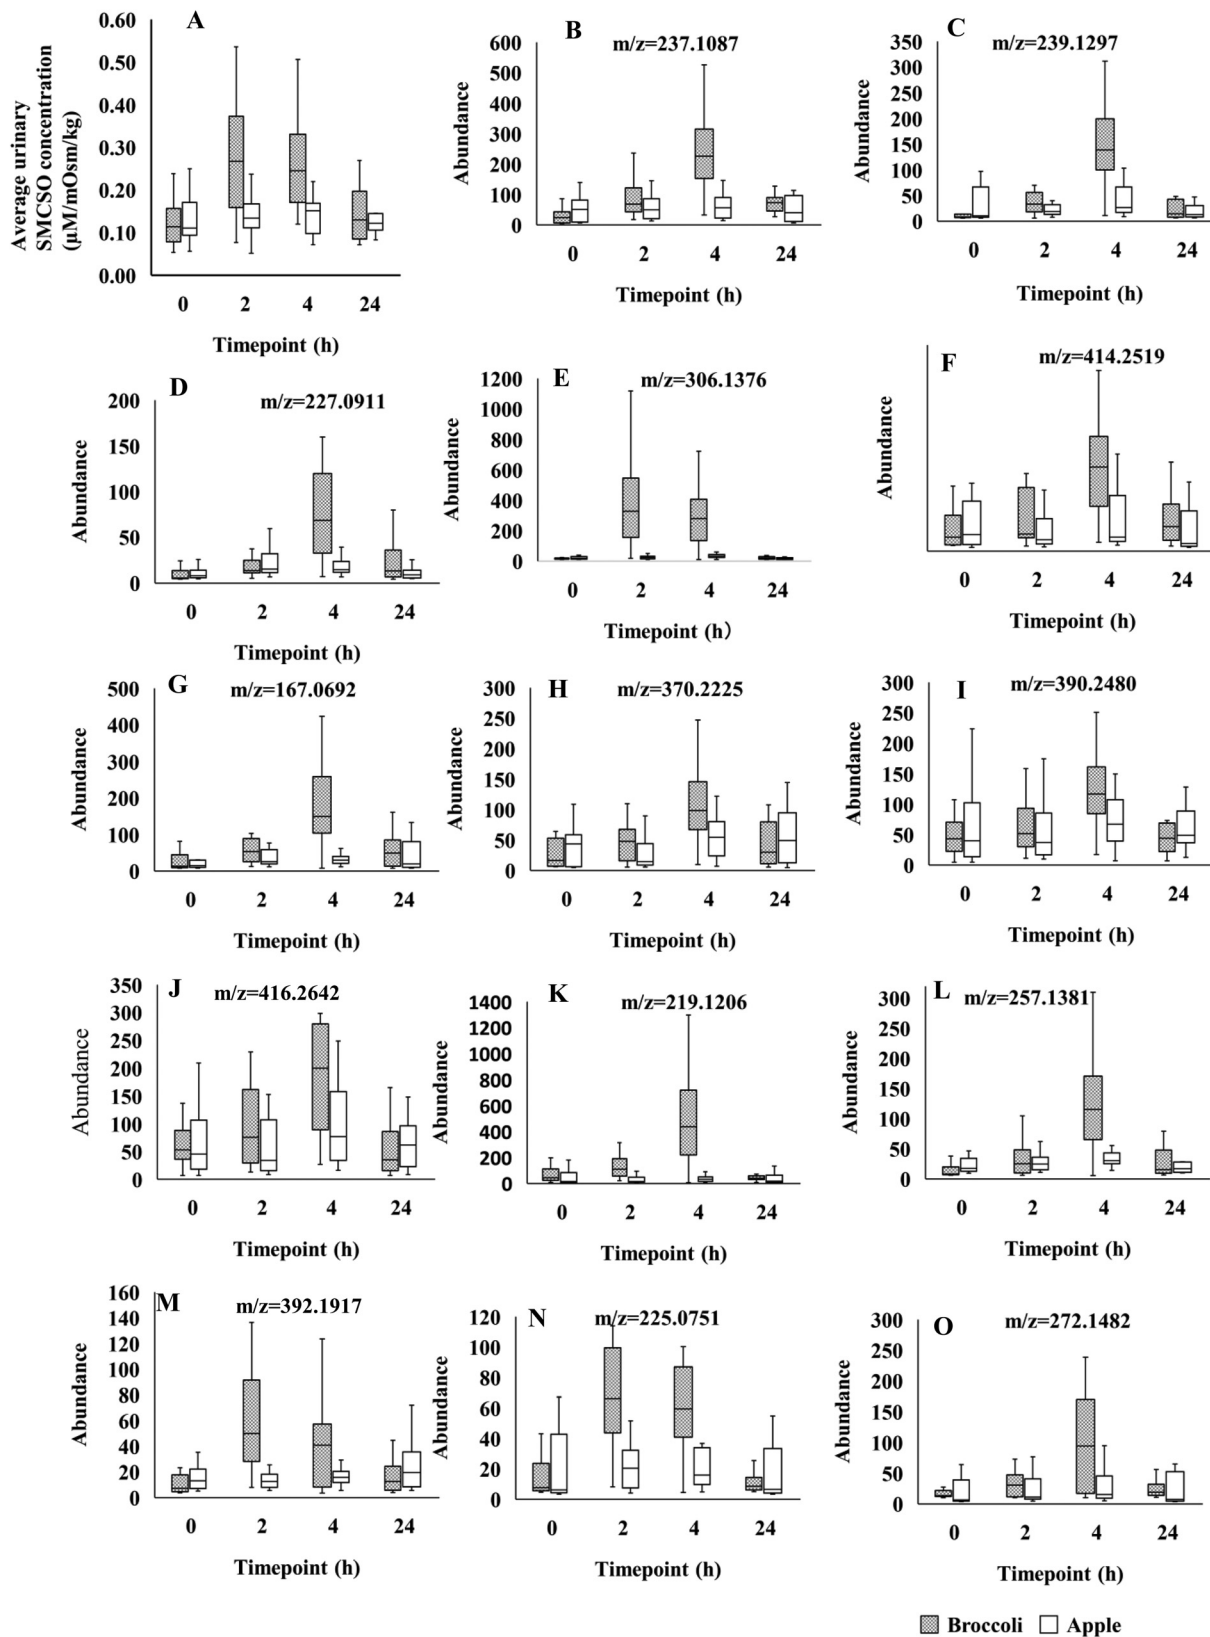 A
Average urinary
SMCSO concentration
(µM/mOsm/kg)
0.60
0.50
0.40
0.30
0.20
0.10
0.00
0 2 4 24
Timepoint (h)
B
m/z=237.1087
Abundance
600
500
400
300
200
100
0
0 2 4 24
Timepoint (h)
C
m/z=239.1297
Abundance
350
300
250
200
150
100
50
0
0 2 4 24
Timepoint (h)
D
m/z=227.0911
Abundance
200
150
100
50
0
0 2 4 24
Timepoint (h)
E
m/z=306.1376
Abundance
1200
1000
800
600
400
200
0
0 2 4 24
Timepoint (h)
F
m/z=414.2519
Abundance
0 2 4 24
Timepoint (h)
G
m/z=167.0692
Abundance
500
400
300
200
100
0
0 2 4 24
Timepoint (h)
H
m/z=370.2225
Abundance
300
250
200
150
100
50
0
0 2 4 24
Timepoint (h)
I
m/z=390.2480
Abundance
300
250
200
150
100
50
0
0 2 4 24
Timepoint (h)
J
m/z=416.2642
Abundance
350
300
250
200
150
100
50
0
0 2 4 24
Timepoint (h)
K
m/z=219.1206
Abundance
1400
1200
1000
800
600
400
200
0
0 2 4 24
Timepoint (h)
L
m/z=257.1381
Abundance
300
250
200
150
100
50
0
0 2 4 24
Timepoint (h)
M
m/z=392.1917
Abundance
160
140
120
100
80
60
40
20
0
0 2 4 24
Timepoint (h)
N
m/z=225.0751
Abundance
120
100
80
60
40
20
0
0 2 4 24
Timepoint (h)
O
m/z=272.1482
Abundance
300
250
200
150
100
50
0
0 2 4 24
Timepoint (h)
Broccoli Apple